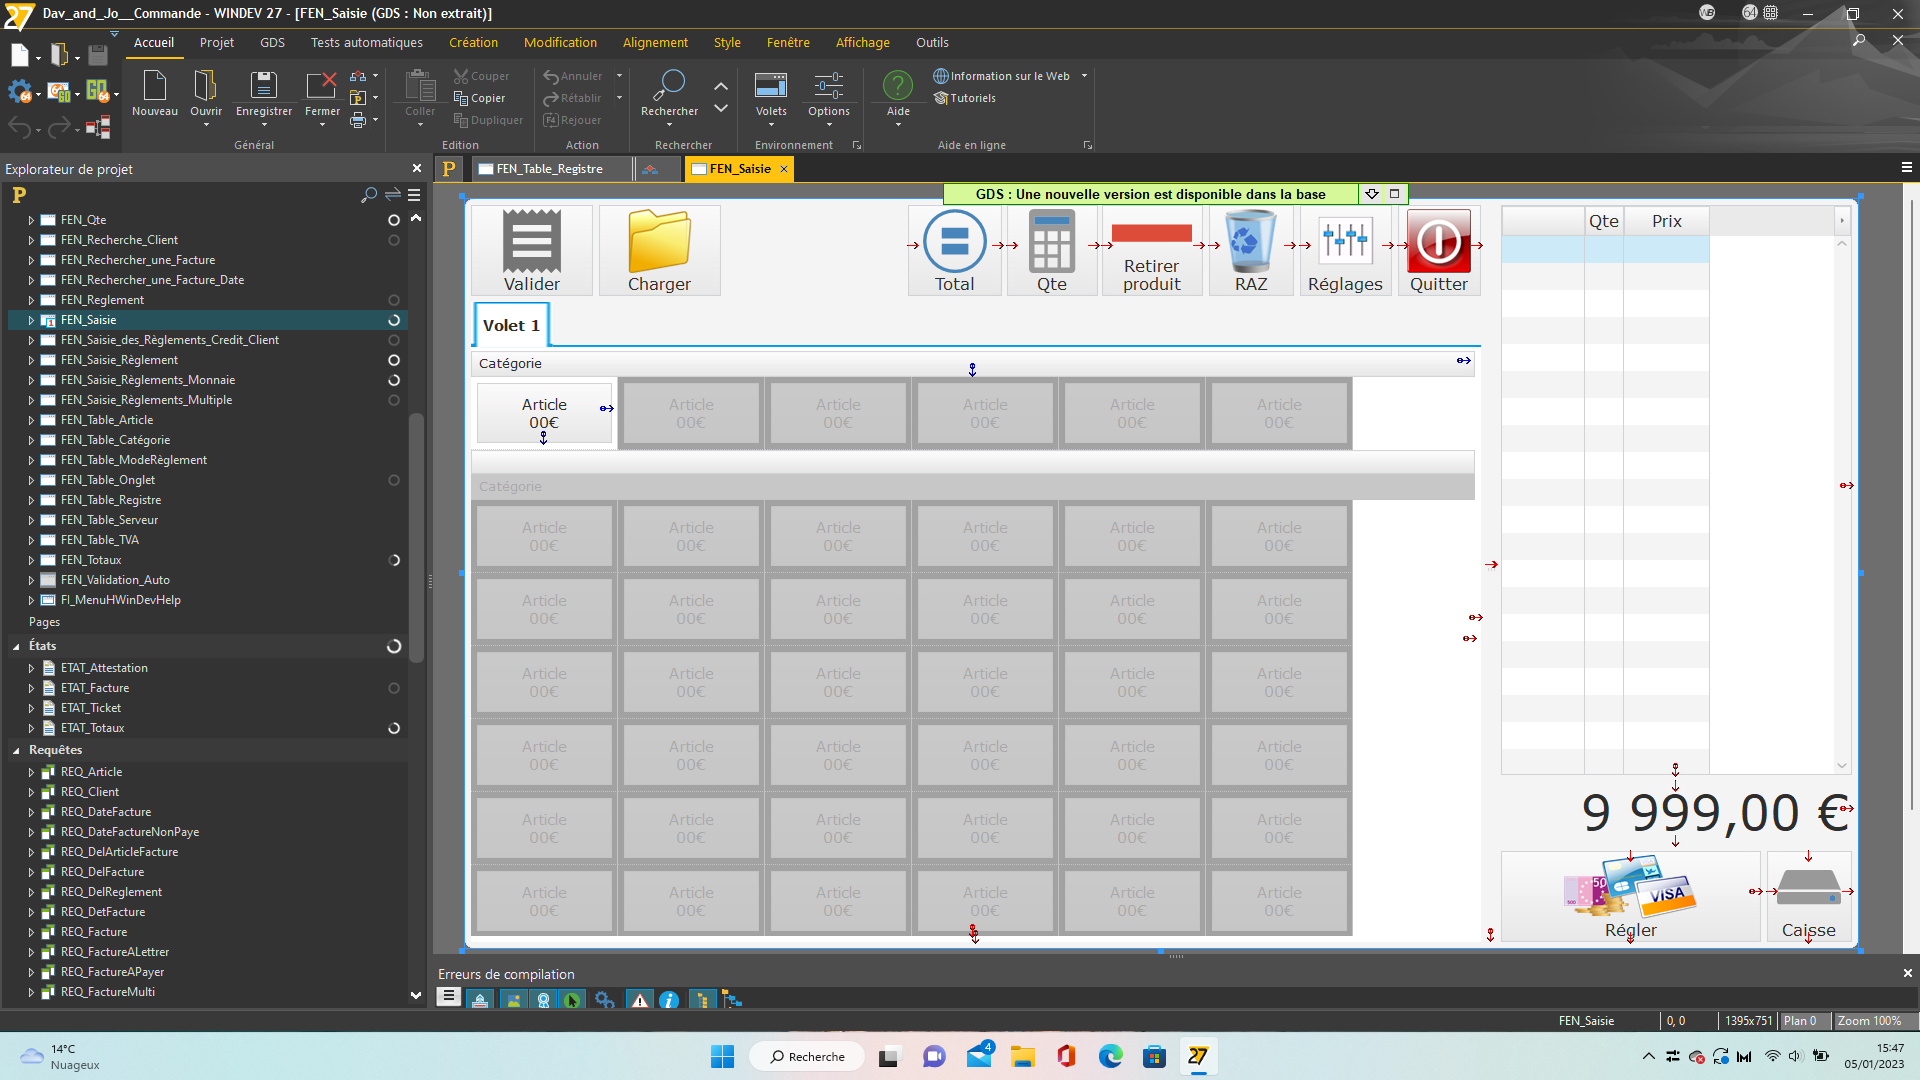 Dav_and_Jo__Commande - WINDEV 27 - [FEN_Saisie (GDS : Non extrait)]
Accueil Projet GDS Tests automatiques Création Modification Alignement Style Fenêtre Affichage Outils
Nouveau Ouvrir Enregistrer Fermer
Coller Couper Copier Dupliquer
Annuler Rétablir F4 Rejouer
Rechercher
Volets Options
Aide Information sur le Web Tutoriels
Général Edition Action Rechercher Environnement Aide en ligne
Explorateur de projet
FEN_Table_Registre
FEN_Saisie
FEN_Qte
FEN_Recherche_Client
FEN_Rechercher_une_Facture
FEN_Rechercher_une_Facture_Date
FEN_Reglement
FEN_Saisie
FEN_Saisie_des_Règlements_Credit_Client
FEN_Saisie_Règlement
FEN_Saisie_Règlements_Monnaie
FEN_Saisie_Règlements_Multiple
FEN_Table_Article
FEN_Table_Catégorie
FEN_Table_ModeRèglement
FEN_Table_Onglet
FEN_Table_Registre
FEN_Table_Serveur
FEN_Table_TVA
FEN_Totaux
FEN_Validation_Auto
FI_MenuHWinDevHelp
Pages
États
ETAT_Attestation
ETAT_Facture
ETAT_Ticket
ETAT_Totaux
Requêtes
REQ_Article
REQ_Client
REQ_DateFacture
REQ_DateFactureNonPaye
REQ_DelArticleFacture
REQ_DelFacture
REQ_DelReglement
REQ_DetFacture
REQ_Facture
REQ_FactureALettrer
REQ_FactureAPayer
REQ_FactureMulti
GDS : Une nouvelle version est disponible dans la base
Valider
Charger
Total
Qte
Retirer
produit
RAZ
Réglages
Quitter
Volet 1
Catégorie
Article Article Article Article Article Article
00€ 00€ 00€ 00€ 00€ 00€
Catégorie
Article Article Article Article Article Article
00€ 00€ 00€ 00€ 00€ 00€
Article Article Article Article Article Article
00€ 00€ 00€ 00€ 00€ 00€
Article Article Article Article Article Article
00€ 00€ 00€ 00€ 00€ 00€
Article Article Article Article Article Article
00€ 00€ 00€ 00€ 00€ 00€
Article Article Article Article Article Article
00€ 00€ 00€ 00€ 00€ 00€
Article Article Article Article Article Article
00€ 00€ 00€ 00€ 00€ 00€
Qte Prix
9 999,00 €
VISA
Régler
Caisse
Erreurs de compilation
FEN_Saisie 0, 0 1395x751 Plan 0 Zoom 100%
14°C
Nuageux
Recherche
4
27
15:47
05/01/2023